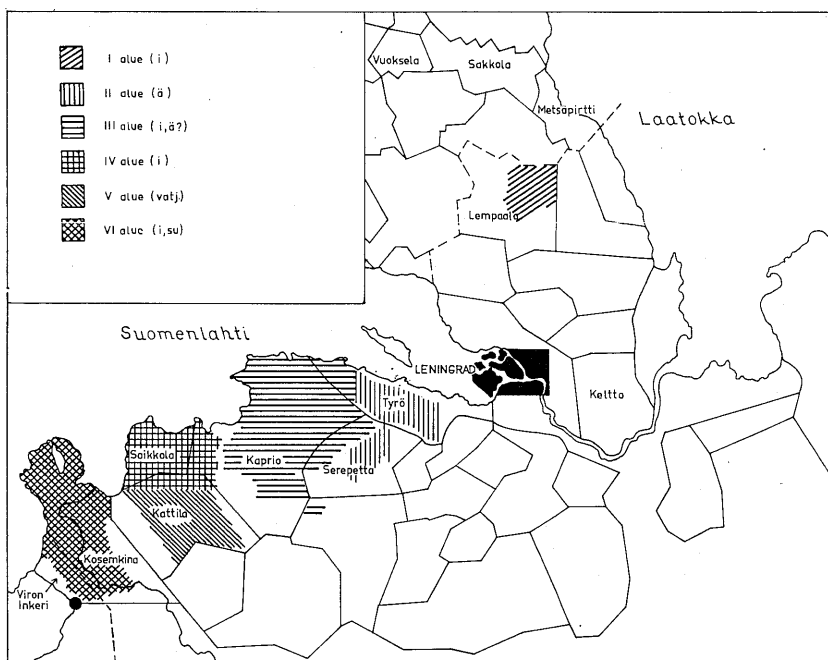 I alue (i)
II alue (ä)
III alue (i,ä?)
IV alue (i)
V alue (vatj.)
VI alue (i,su)
Vuoksela
Sakkola
Metsäpirtti
Laatokka
Lempaala
Suomenlahti
LENINGRAD
Keltto
Tyrö
Soikkola
Kaprio
Serepetta
Kattila
Kosemkina
Viron
Inkeri